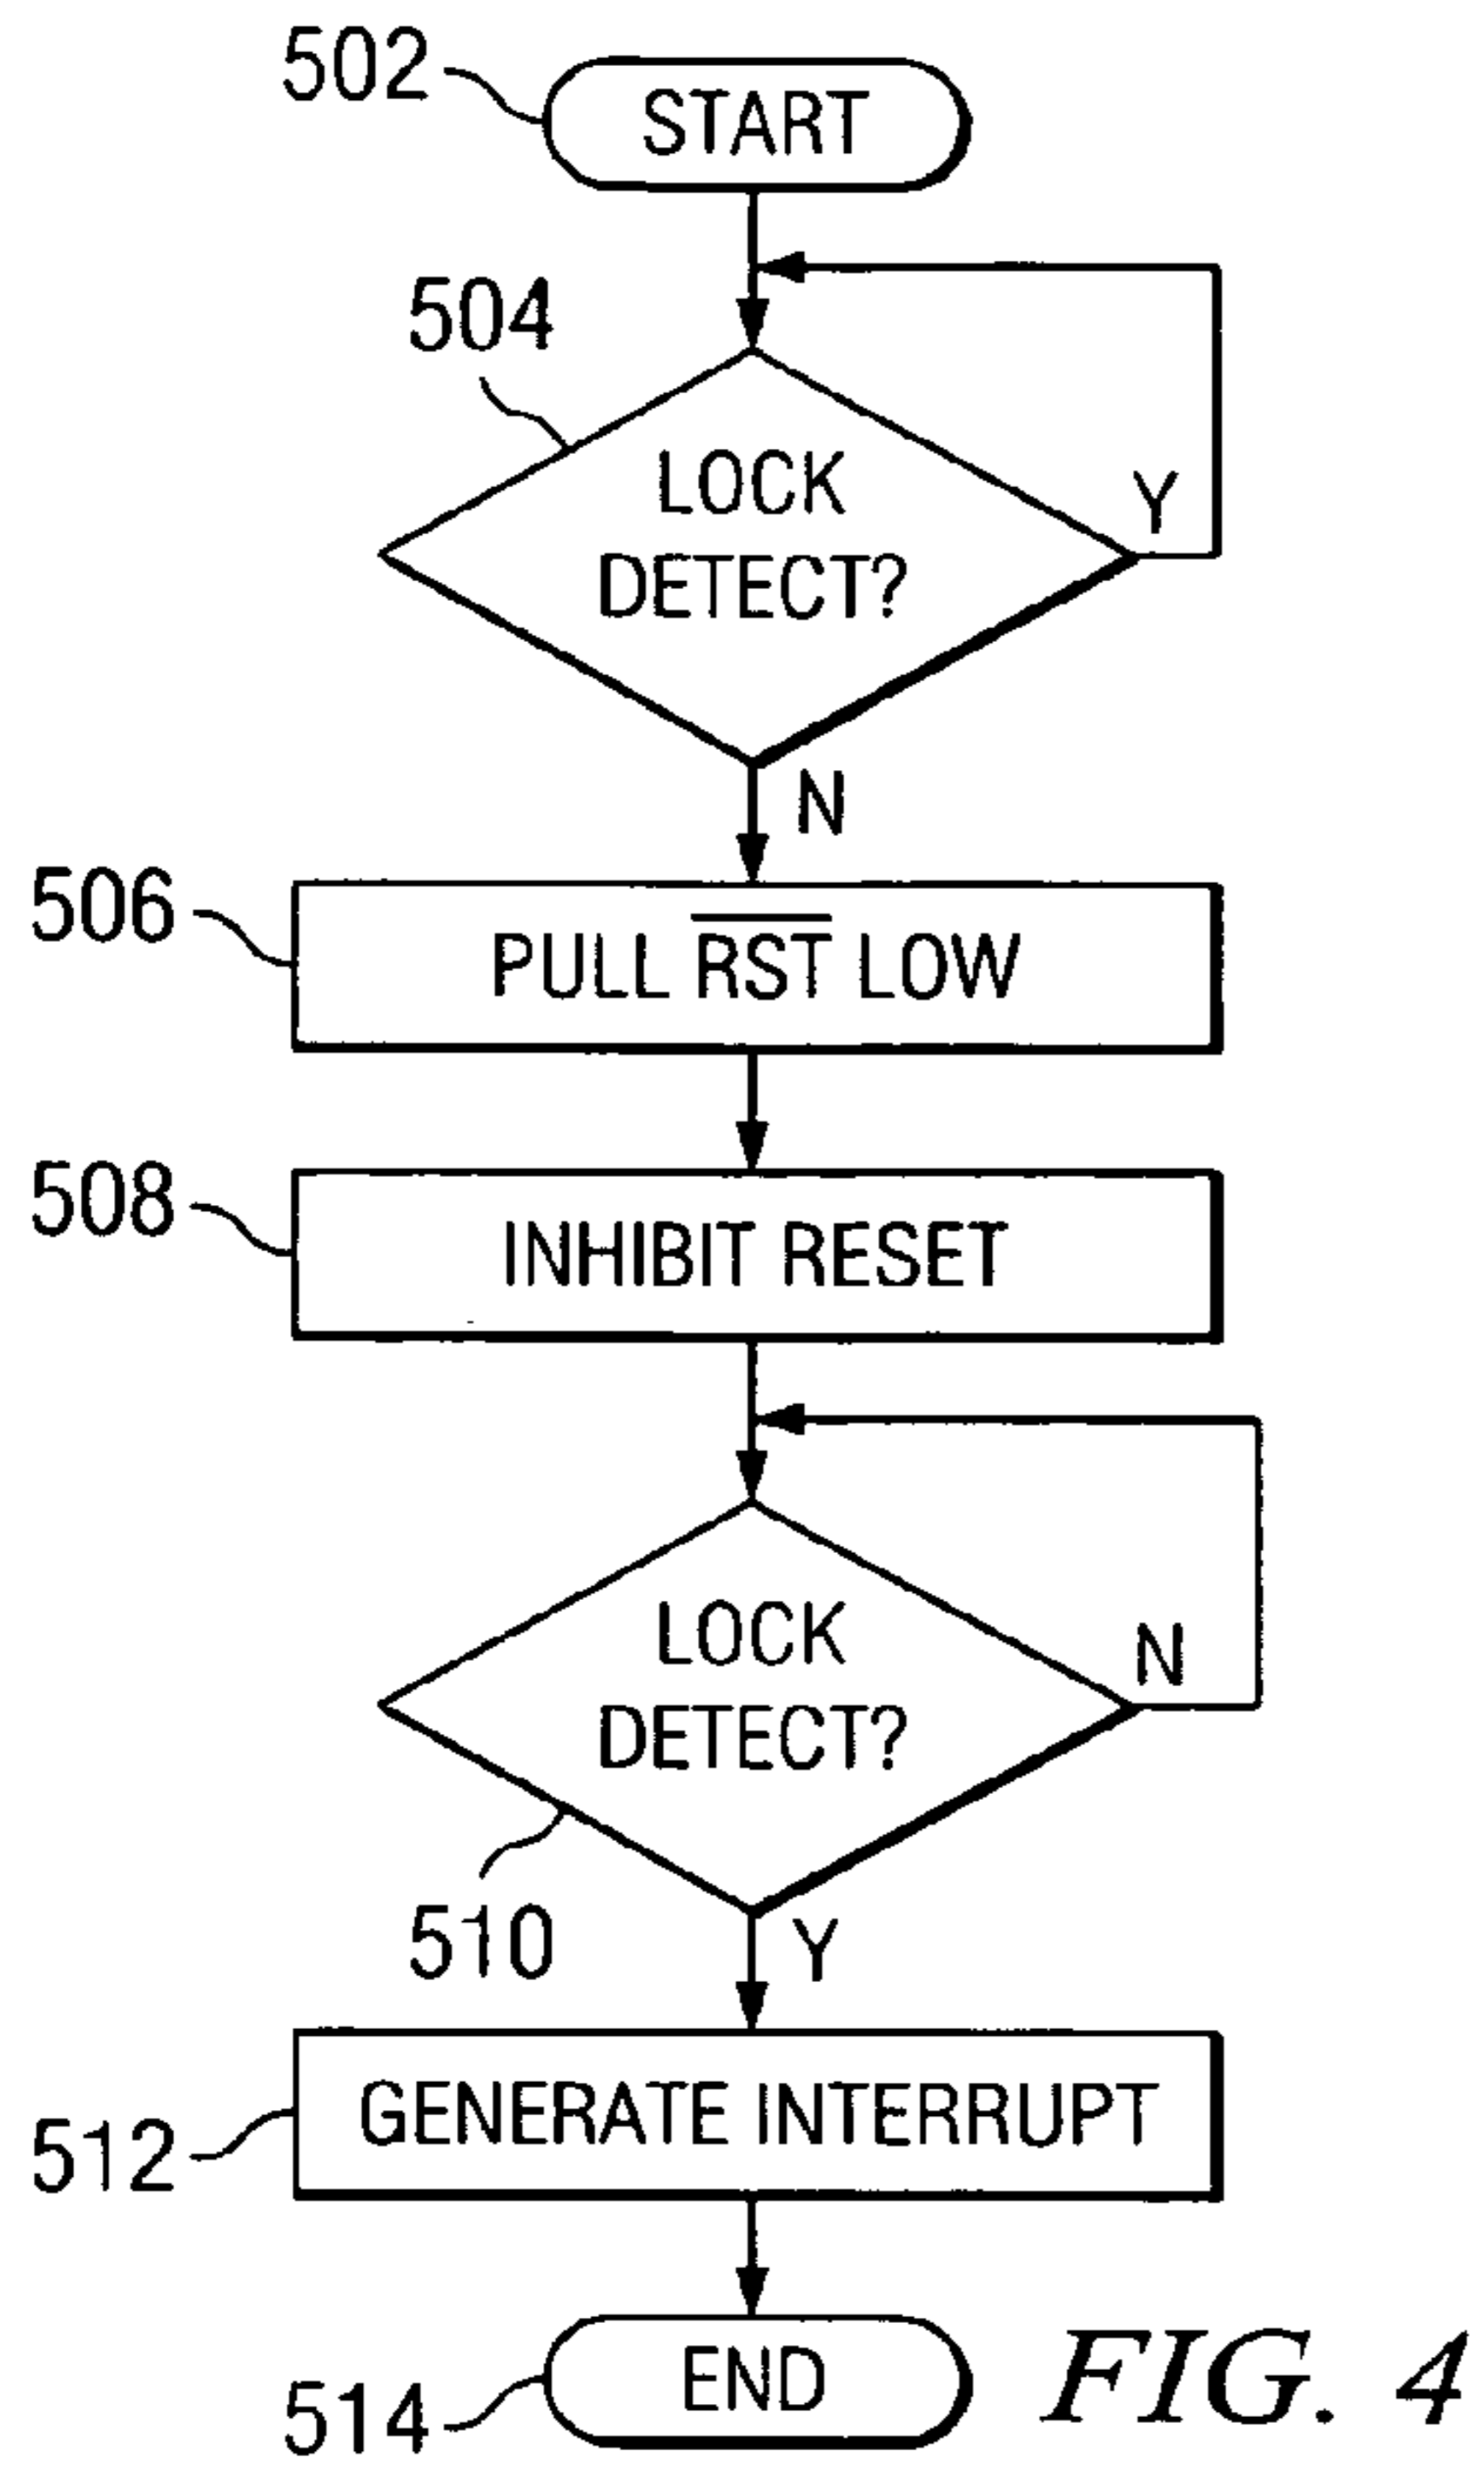 502
START
504
LOCK
DETECT?
Y
N
506
PULL R̅S̅T̅ LOW
508
INHIBIT RESET
LOCK
DETECT?
N
510
Y
GENERATE INTERRUPT
512
END
514
FIG. 4